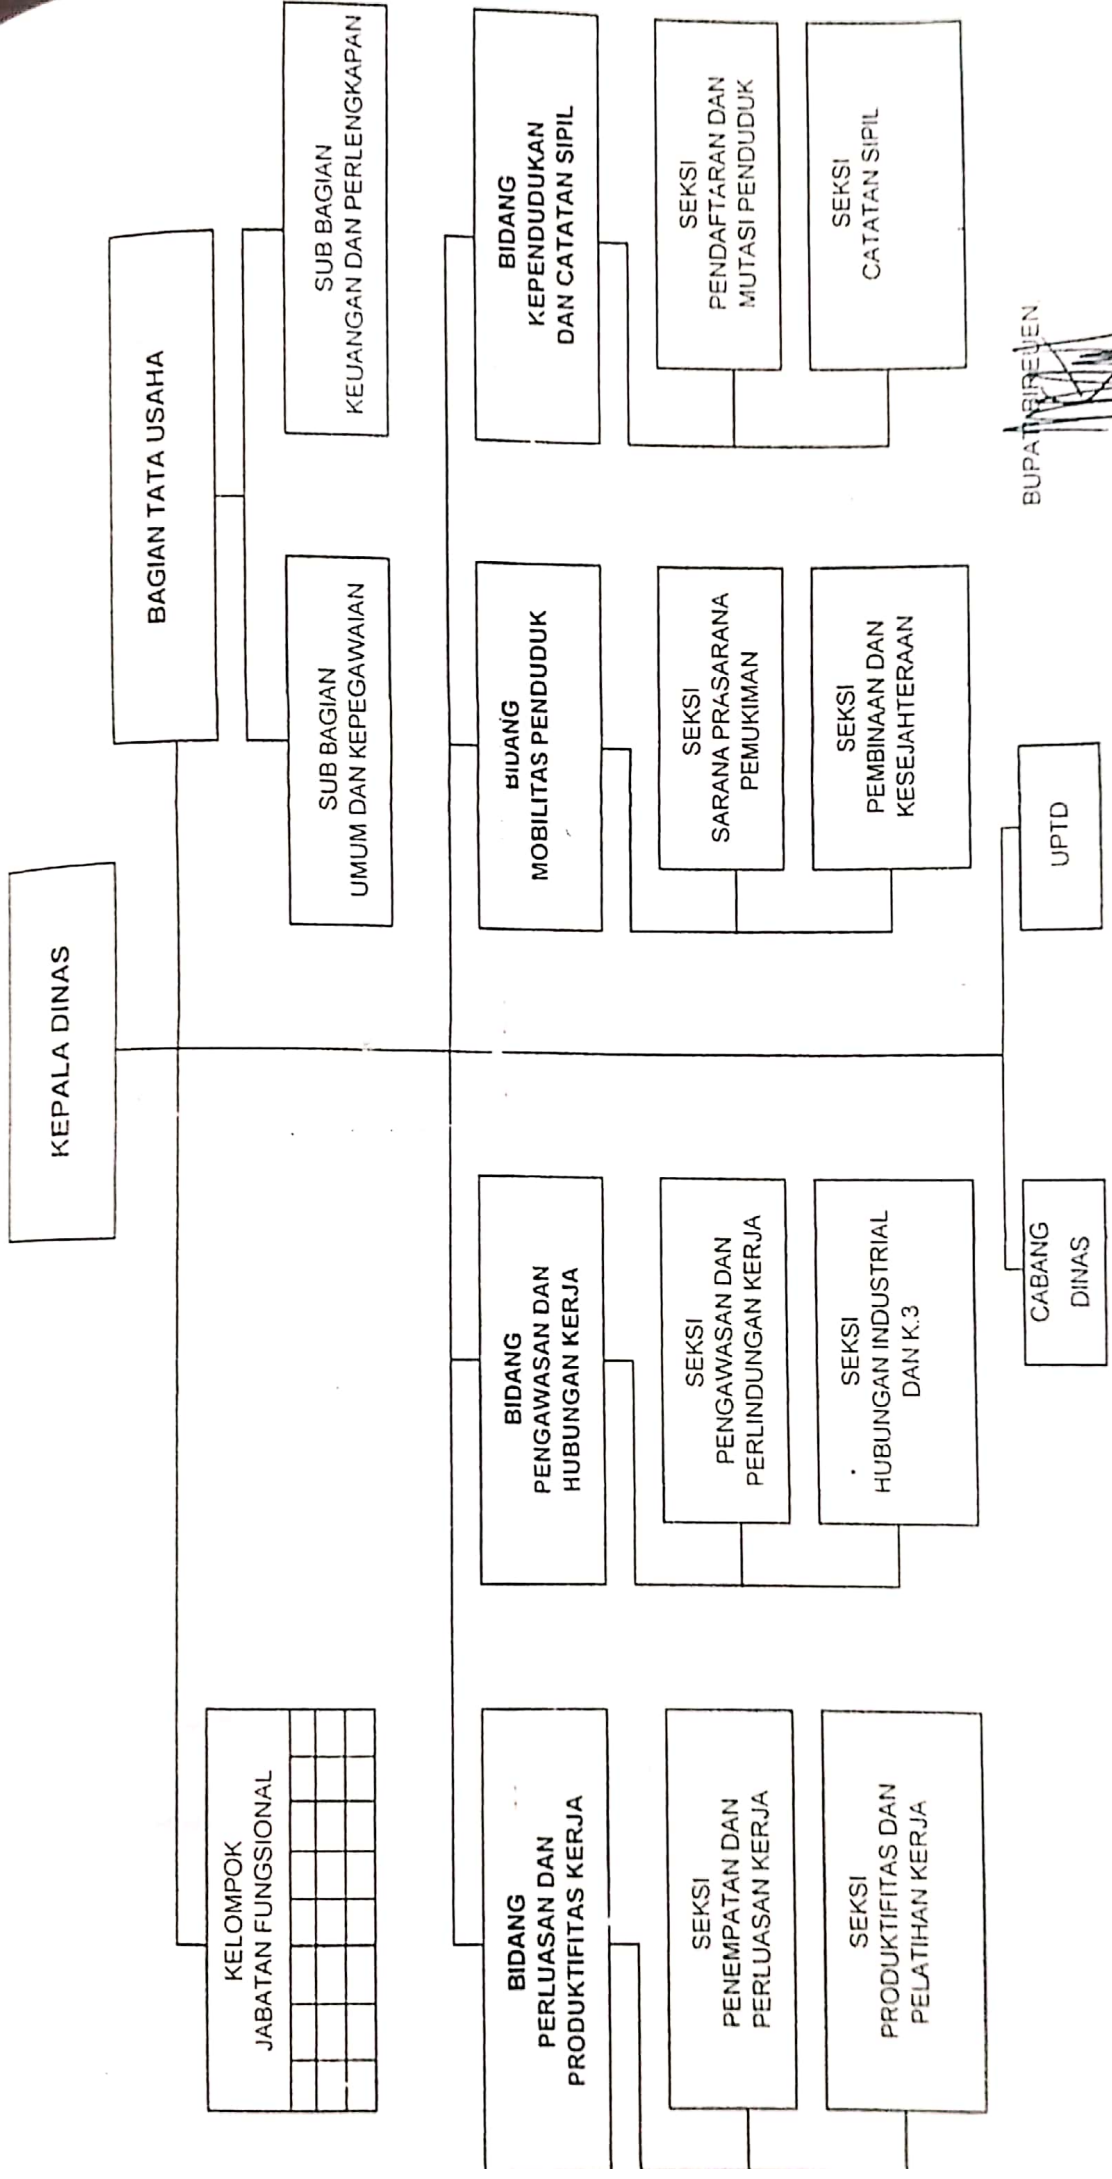 KEPALA DINAS
BAGIAN TATA USAHA
KELOMPOK
JABATAN FUNGSIONAL
SUB BAGIAN
UMUM DAN KEPEGAWAIAN
SUB BAGIAN
KEUANGAN DAN PERLENGKAPAN
BIDANG
PERLUASAN DAN
PRODUKTIFITAS KERJA
BIDANG
PENGAWASAN DAN
HUBUNGAN KERJA
BIDANG
MOBILITAS PENDUDUK
BIDANG
KEPENDUDUKAN
DAN CATATAN SIPIL
SEKSI
PENEMPATAN DAN
PERLUASAN KERJA
SEKSI
PENGAWASAN DAN
PERLINDUNGAN KERJA
SEKSI
SARANA PRASARANA
PEMUKIMAN
SEKSI
PENDAFTARAN DAN
MUTASI PENDUDUK
SEKSI
PRODUKTIFITAS DAN
PELATIHAN KERJA
SEKSI
HUBUNGAN INDUSTRIAL
DAN K.3
SEKSI
PEMBINAAN DAN
KESEJAHTERAAN
SEKSI
CATATAN SIPIL
CABANG
DINAS
UPTD
BUPATI BIREUEN,